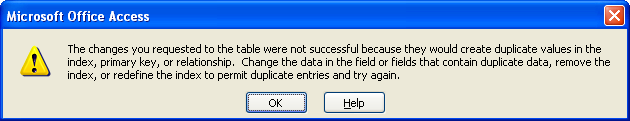 Microsoft Office Access
The changes you requested to the table were not successful because they would create duplicate values in the
index, primary key, or relationship.  Change the data in the field or fields that contain duplicate data, remove the
index, or redefine the index to permit duplicate entries and try again.
OK
Help